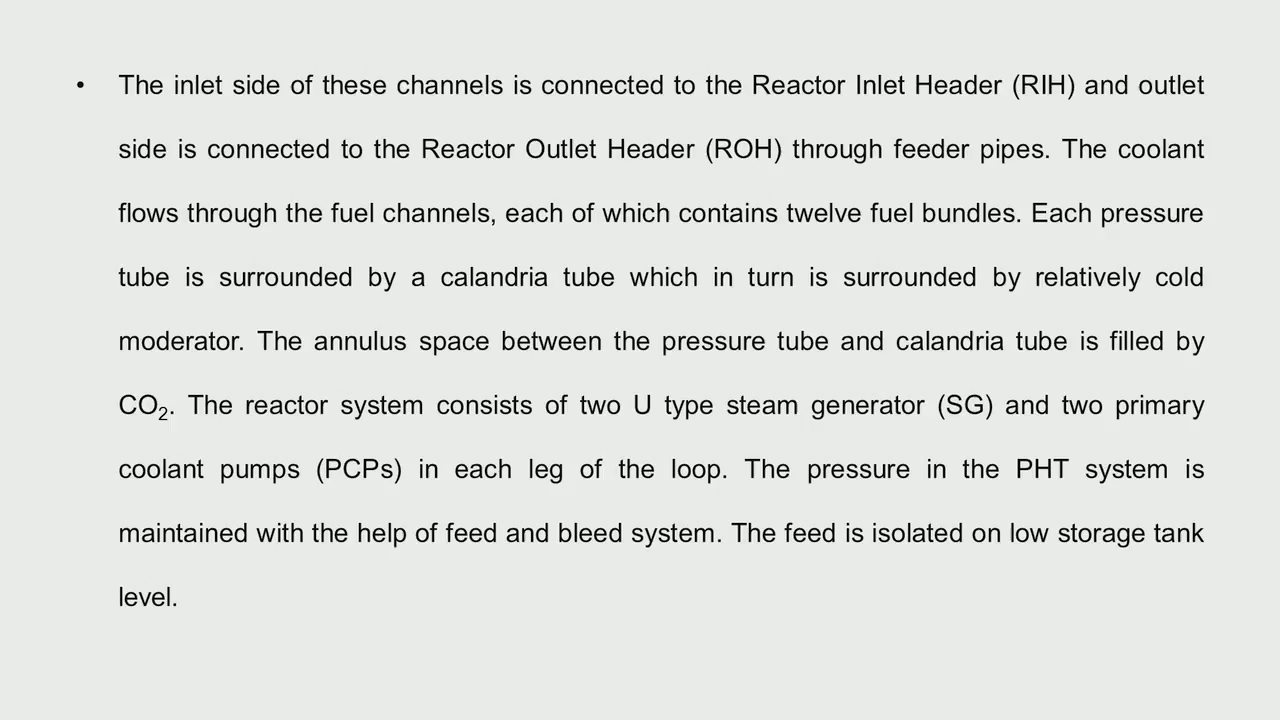 • The inlet side of these channels is connected to the Reactor Inlet Header (RIH) and outlet
side is connected to the Reactor Outlet Header (ROH) through feeder pipes. The coolant
flows through the fuel channels, each of which contains twelve fuel bundles. Each pressure
tube is surrounded by a calandria tube which in turn is surrounded by relatively cold
moderator. The annulus space between the pressure tube and calandria tube is filled by
CO₂. The reactor system consists of two U type steam generator (SG) and two primary
coolant pumps (PCPs) in each leg of the loop. The pressure in the PHT system is
maintained with the help of feed and bleed system. The feed is isolated on low storage tank
level.